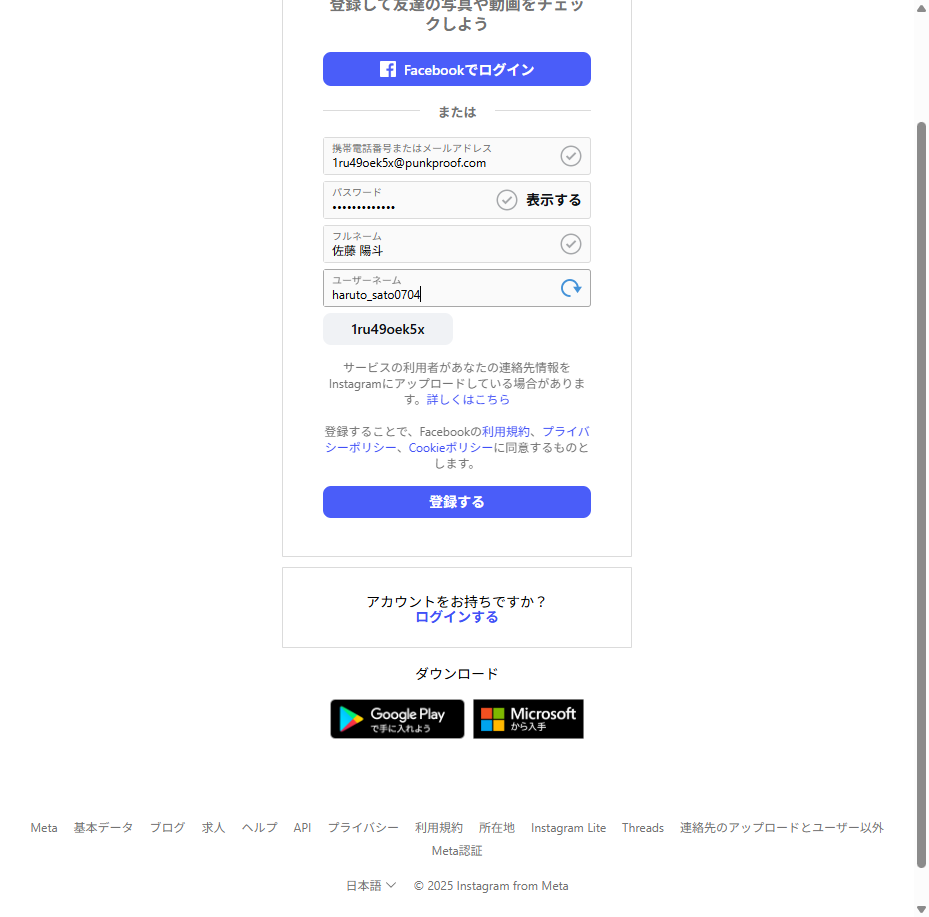 登録して友達の写真や動画をチェッ
クしよう
Facebookでログイン
または
携帯電話番号またはメールアドレス
1ru49oek5x@punkproof.com
パスワード
•••••••••••••
表示する
フルネーム
佐藤 陽斗
ユーザーネーム
haruto_sato0704
1ru49oek5x
サービスの利用者があなたの連絡先情報を
Instagramにアップロードしている場合がありま
す。詳しくはこちら
登録することで、Facebookの利用規約、プライバ
シーポリシー、Cookieポリシーに同意するものと
します。
登録する
アカウントをお持ちですか？
ログインする
ダウンロード
Google Play
で手に入れよう
Microsoft
から入手
Meta 基本データ ブログ 求人 ヘルプ API プライバシー 利用規約 所在地 Instagram Lite Threads 連絡先のアップロードとユーザー以外
Meta認証
日本語 © 2025 Instagram from Meta